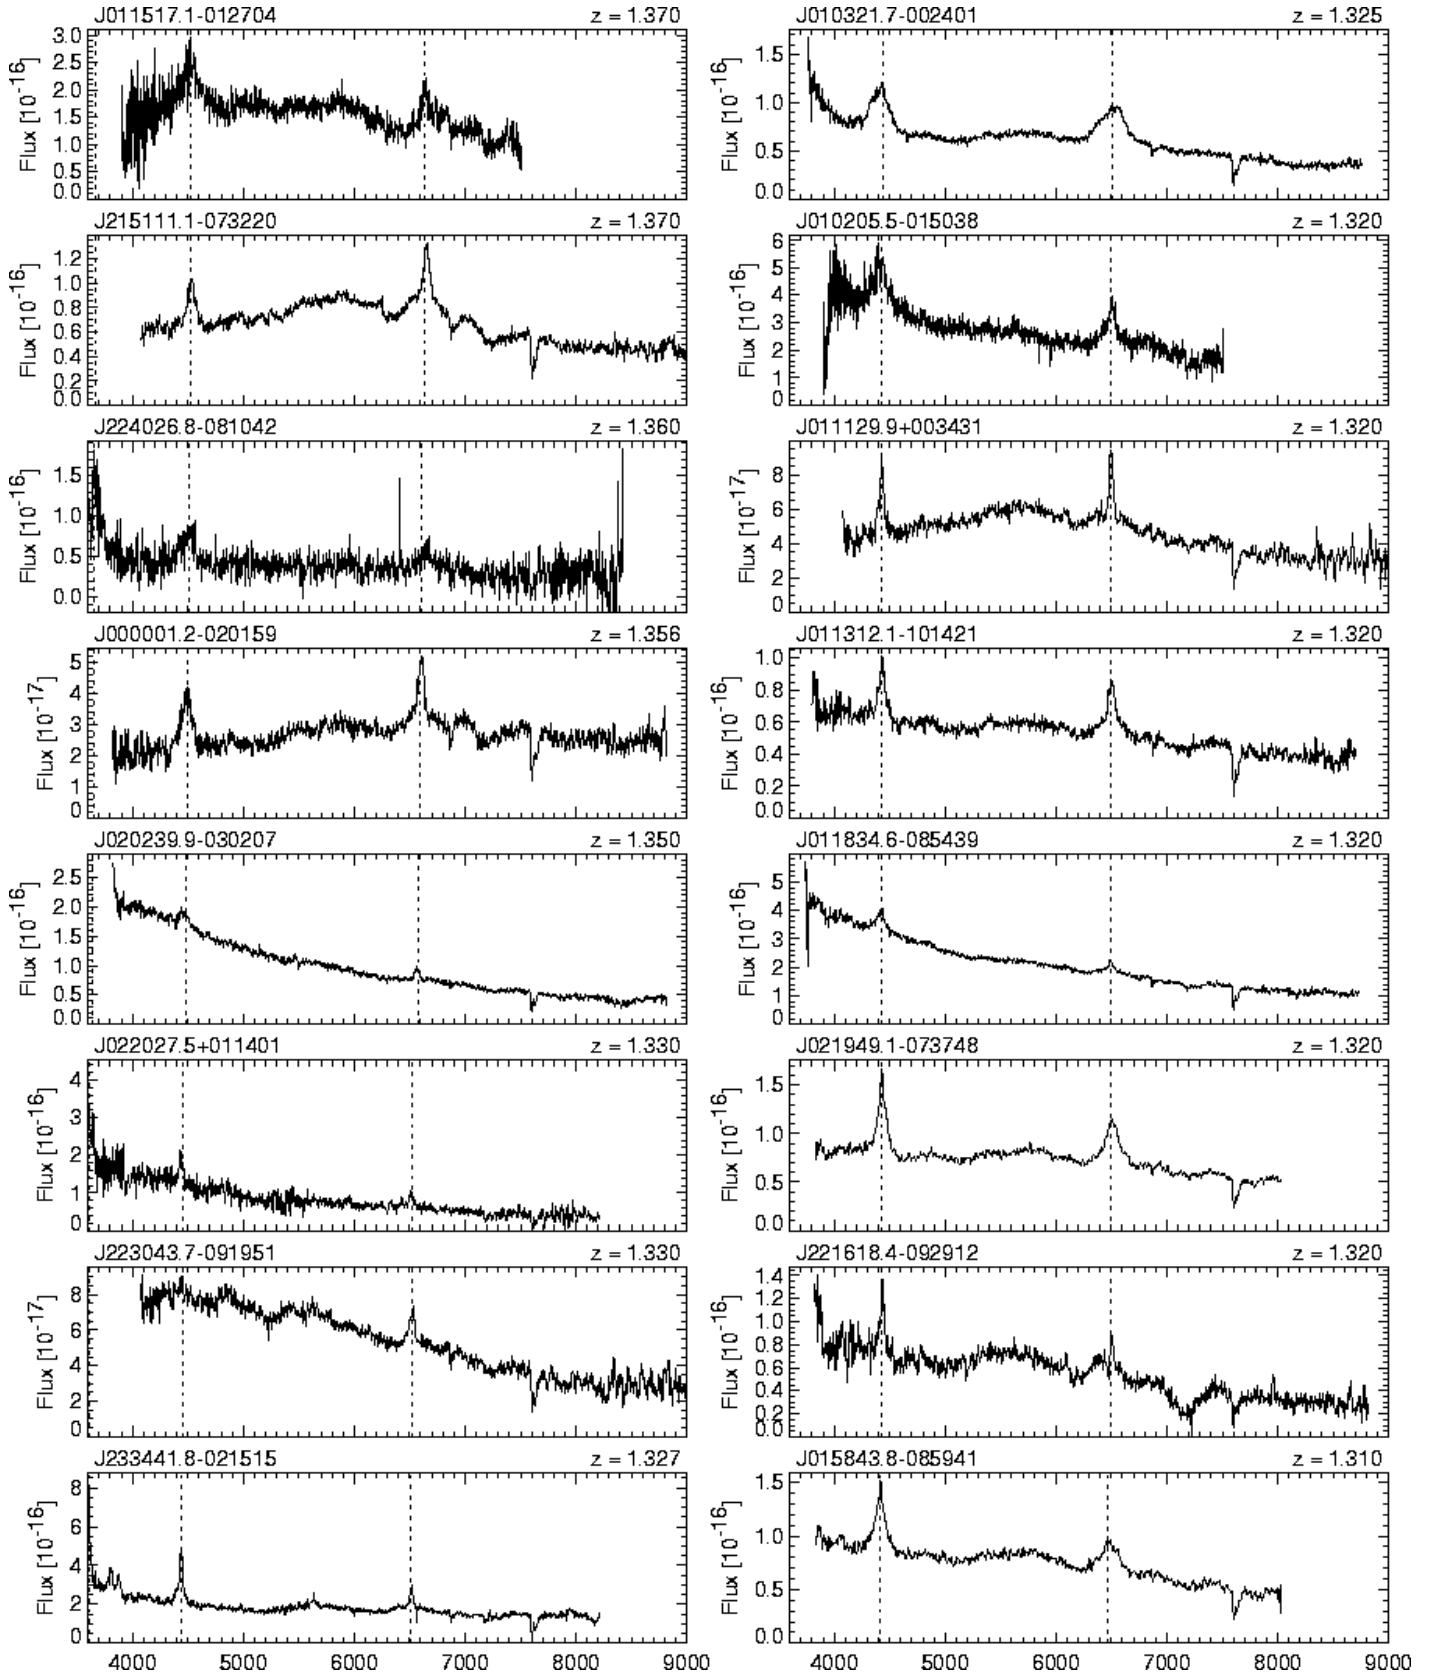 J011517.1-012704 z = 1.370
Flux [10-16]
3.0
2.5
2.0
1.5
1.0
0.5
0.0
J010321.7-002401 z = 1.325
Flux [10-16]
1.5
1.0
0.5
0.0
J215111.1-073220 z = 1.370
Flux [10-16]
1.2
1.0
0.8
0.6
0.4
0.2
0.0
J010205.5-015038 z = 1.320
Flux [10-16]
6
5
4
3
2
1
0
J224026.8-081042 z = 1.360
Flux [10-16]
1.5
1.0
0.5
0.0
J011129.9+003431 z = 1.320
Flux [10-17]
8
6
4
2
0
J000001.2-020159 z = 1.356
Flux [10-17]
5
4
3
2
1
0
J011312.1-101421 z = 1.320
Flux [10-16]
1.0
0.8
0.6
0.4
0.2
0.0
J020239.9-030207 z = 1.350
Flux [10-16]
2.5
2.0
1.5
1.0
0.5
0.0
J011834.6-085439 z = 1.320
Flux [10-16]
5
4
3
2
1
0
J022027.5+011401 z = 1.330
Flux [10-16]
4
3
2
1
0
J021949.1-073748 z = 1.320
Flux [10-16]
1.5
1.0
0.5
0.0
J223043.7-091951 z = 1.330
Flux [10-17]
8
6
4
2
0
J221618.4-092912 z = 1.320
Flux [10-16]
1.4
1.2
1.0
0.8
0.6
0.4
0.2
0.0
J233441.8-021515 z = 1.327
Flux [10-16]
8
6
4
2
0
4000 5000 6000 7000 8000 9000
J015843.8-085941 z = 1.310
Flux [10-16]
1.5
1.0
0.5
0.0
4000 5000 6000 7000 8000 9000